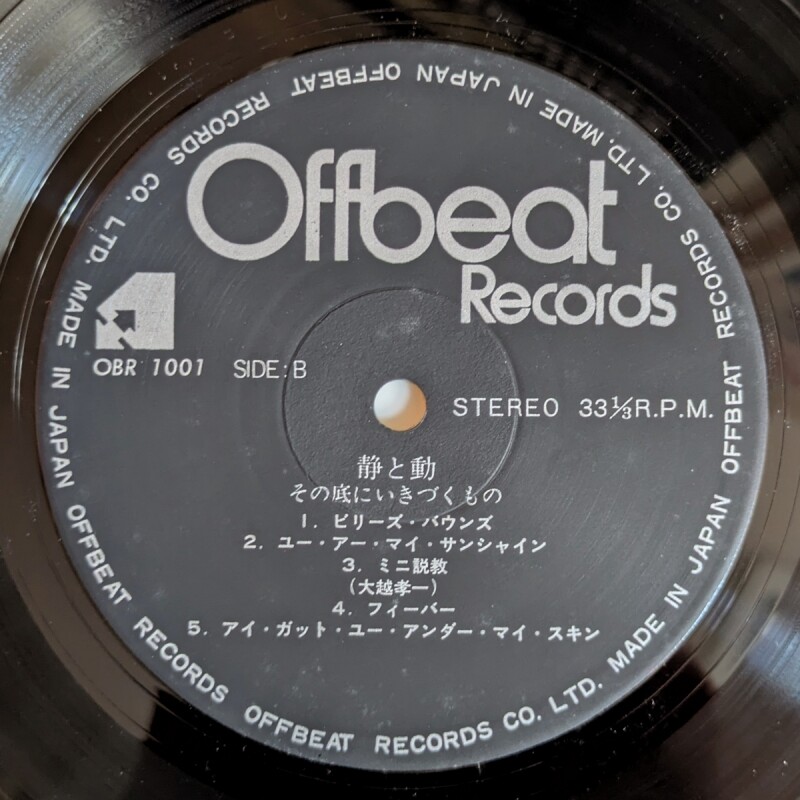 Offbeat
Records
OBR 1001 SIDE:B
STEREO 33⅓R.P.M.
静と動
その底にいきづくもの
1. ビリーズ・バウンズ
2. ユー・アー・マイ・サンシャイン
3. ミニ説教
(大越孝一)
4. フィーバー
5. アイ・ガット・ユー・アンダー・マイ・スキン
OFFBEAT RECORDS CO. LTD. MADE IN JAPAN OFFBEAT RECORDS OFFBEAT RECORDS CO. LTD. MADE IN JAPAN OFFBEAT RECORDS CO. LTD. MADE IN JAPAN